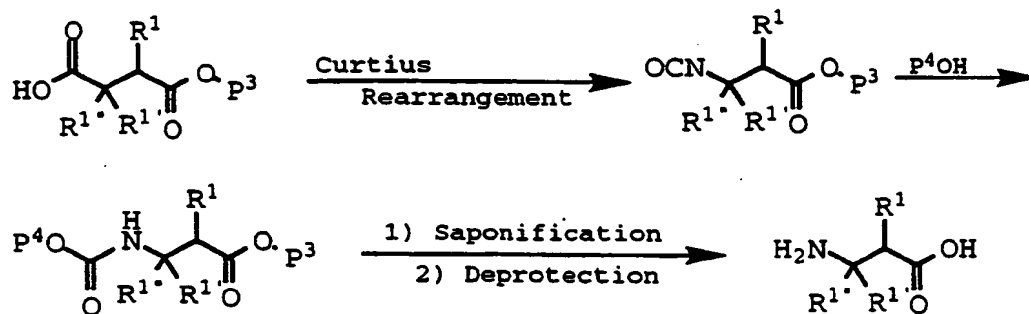 O R¹ HO O P³ R¹" R¹' O
Curtius
Rearrangement
OCN R¹ O P³ R¹" R¹' O
P⁴OH
P⁴O O H N R¹ O P³ R¹" R¹' O
1) Saponification
2) Deprotection
H₂N R¹ OH R¹" R¹' O